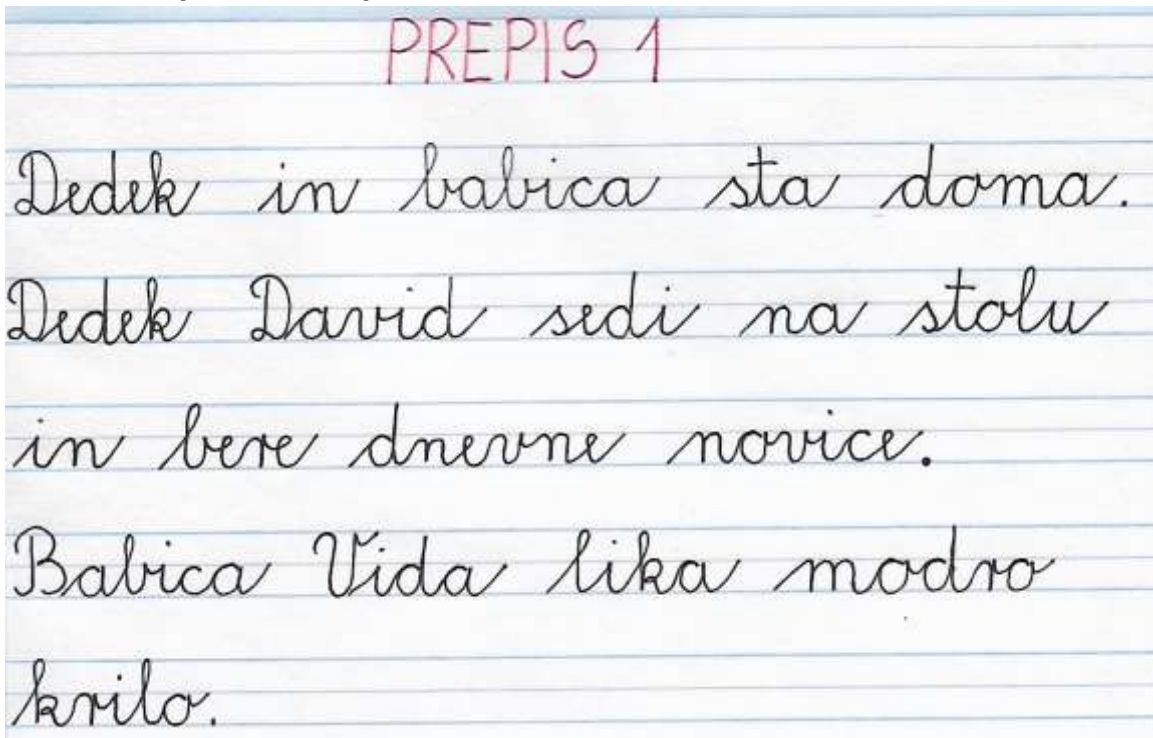 PREPIS 1
Dedek in babica sta doma.
Dedek David sedi na stolu
in bere dnevne novice.
Babica Vida lika modro
krilo.